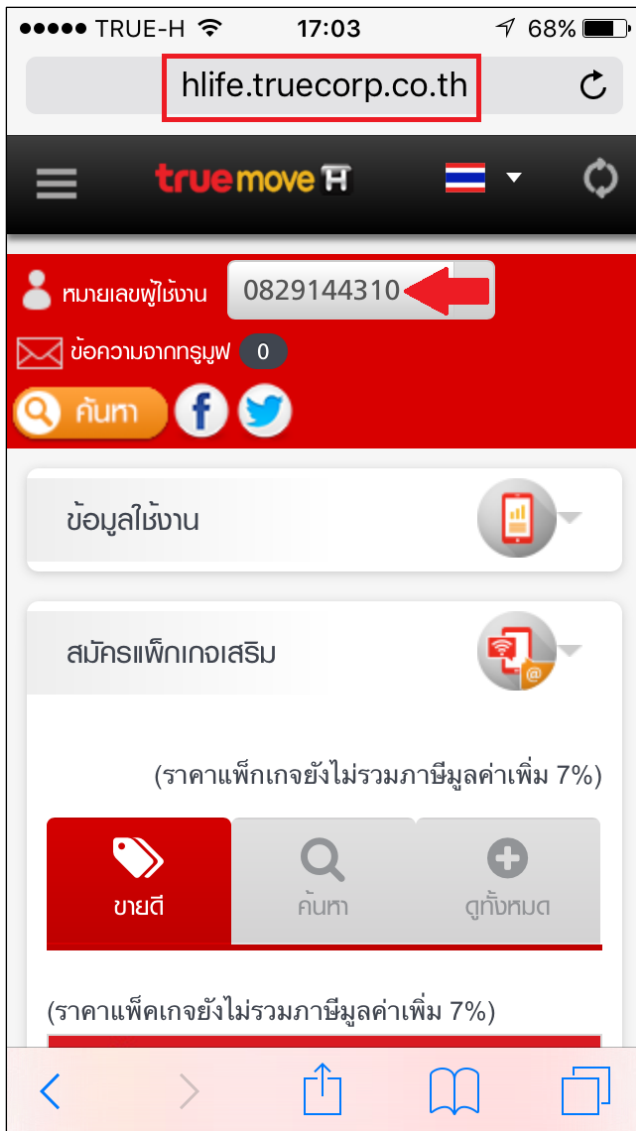 TRUE-H 17:03 68%
hlife.truecorp.co.th
truemove H
หมายเลขผู้ใช้งาน 0829144310
ข้อความจากทรูมูฟ 0
ค้นหา f
ข้อมูลใช้งาน
สมัครแพ็กเกจเสริม
@
(ราคาแพ็กเกจยังไม่รวมภาษีมูลค่าเพิ่ม 7%)
ขายดี ค้นหา ดูทั้งหมด
(ราคาแพ็คเกจยังไม่รวมภาษีมูลค่าเพิ่ม 7%)